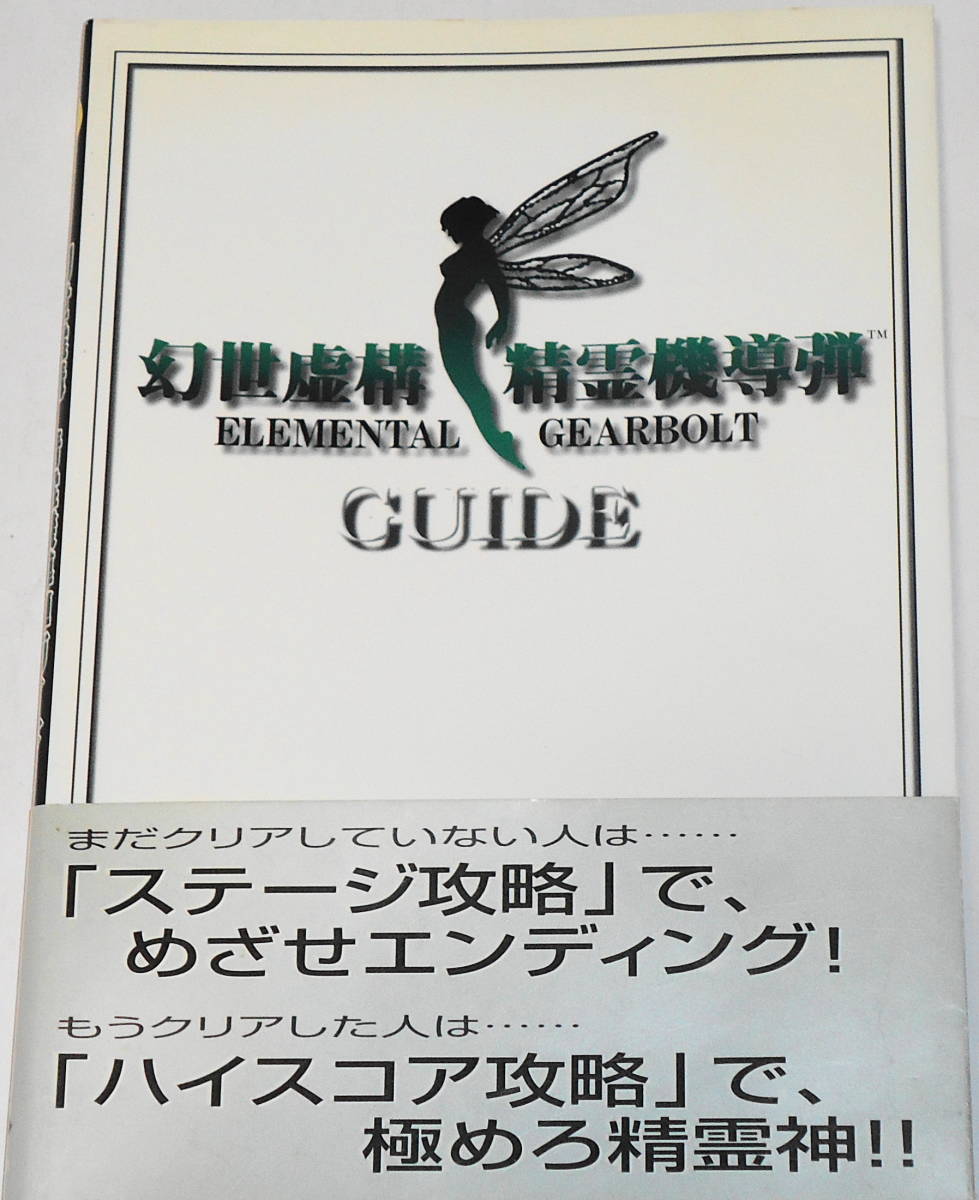 幻世虚構 精霊機導弾™
ELEMENTAL GEARBOLT
GUIDE
まだクリアしていない人は……
「ステージ攻略」で、
めざせエンディング!
もうクリアした人は……
「ハイスコア攻略」で、
極めろ精霊神!!